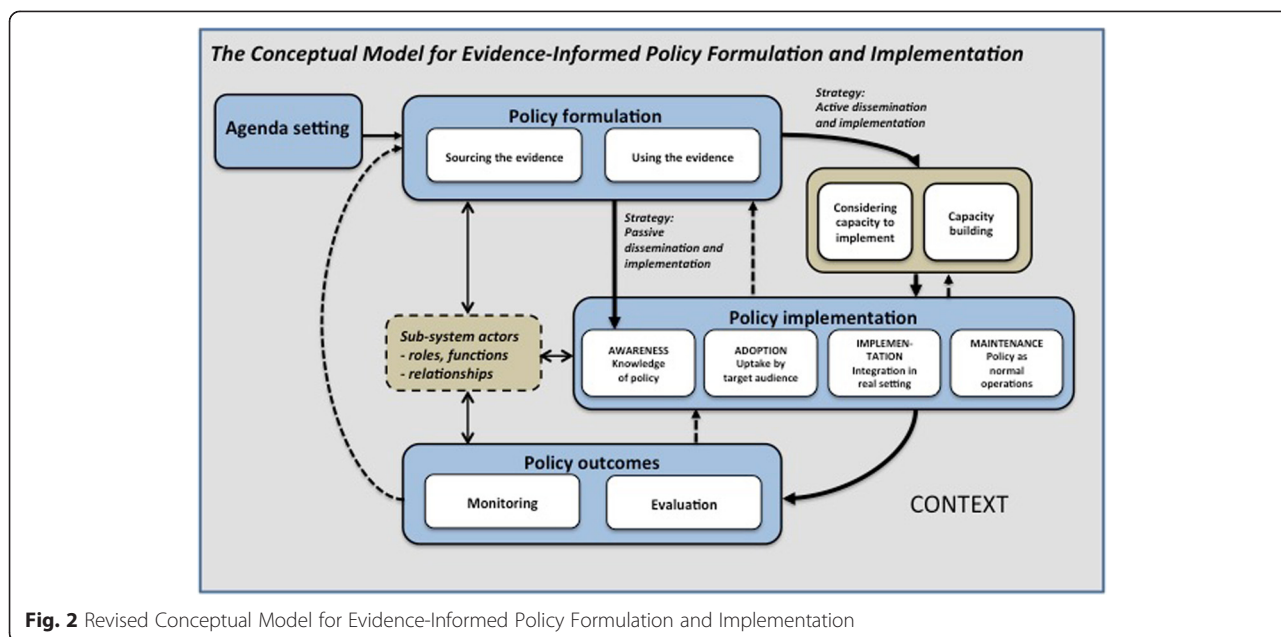 The Conceptual Model for Evidence-Informed Policy Formulation and Implementation
Agenda setting
Policy formulation
Sourcing the evidence
Using the evidence
Strategy:
Active dissemination
and implementation
Considering
capacity to
implement
Capacity
building
Strategy:
Passive
dissemination and
implementation
Sub-system actors
- roles, functions
- relationships
Policy implementation
AWARENESS
Knowledge
of policy
ADOPTION
Uptake by
target audience
IMPLEMEN-
TATION
Integration in
real setting
MAINTENANCE
Policy as
normal
operations
Policy outcomes
Monitoring
Evaluation
CONTEXT
Fig. 2 Revised Conceptual Model for Evidence-Informed Policy Formulation and Implementation